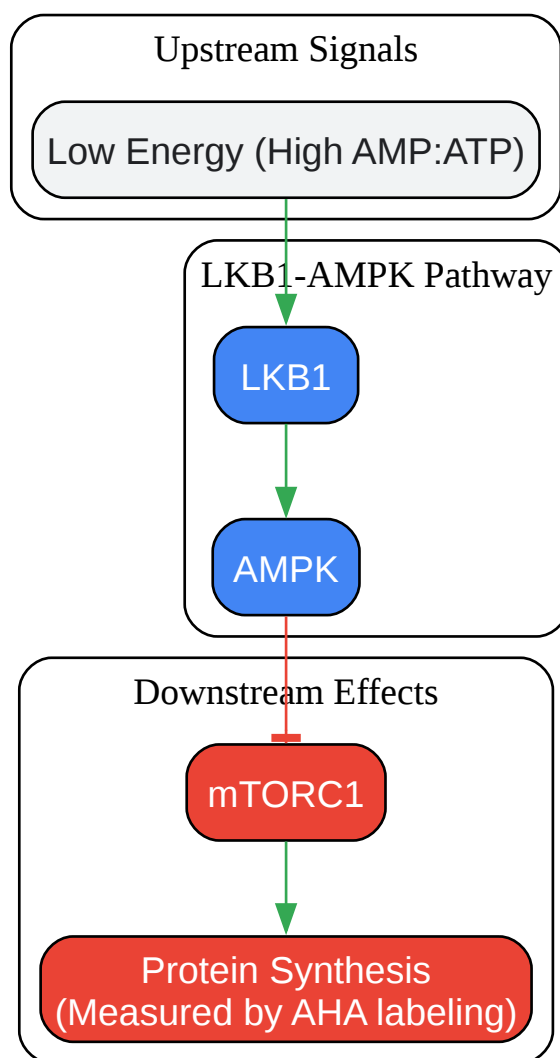 Upstream Signals
Low Energy (High AMP:ATP)
LKB1-AMPK Pathway
LKB1
AMPK
Downstream Effects
mTORC1
Protein Synthesis
(Measured by AHA labeling)